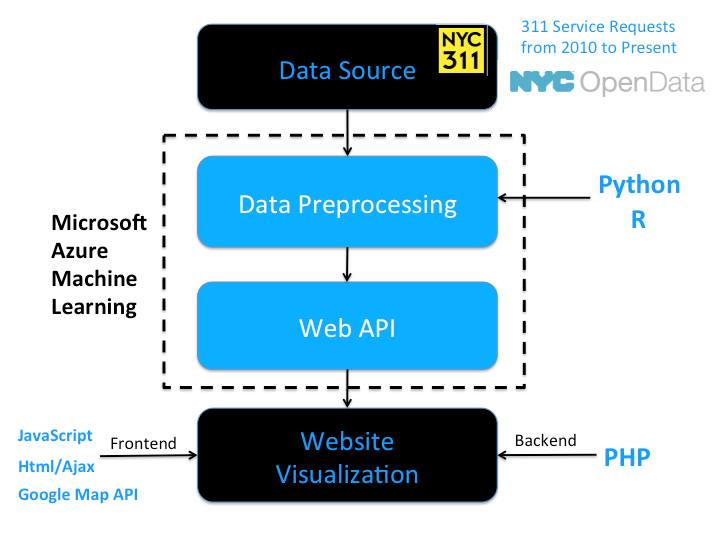 311 Service Requests
from 2010 to Present
NYC OpenData
NYC
311
Data Source
Data Preprocessing
Python
R
Microsoft
Azure
Machine
Learning
Web API
Website
Visualization
JavaScript
Html/Ajax
Google Map API
Frontend
Backend
PHP